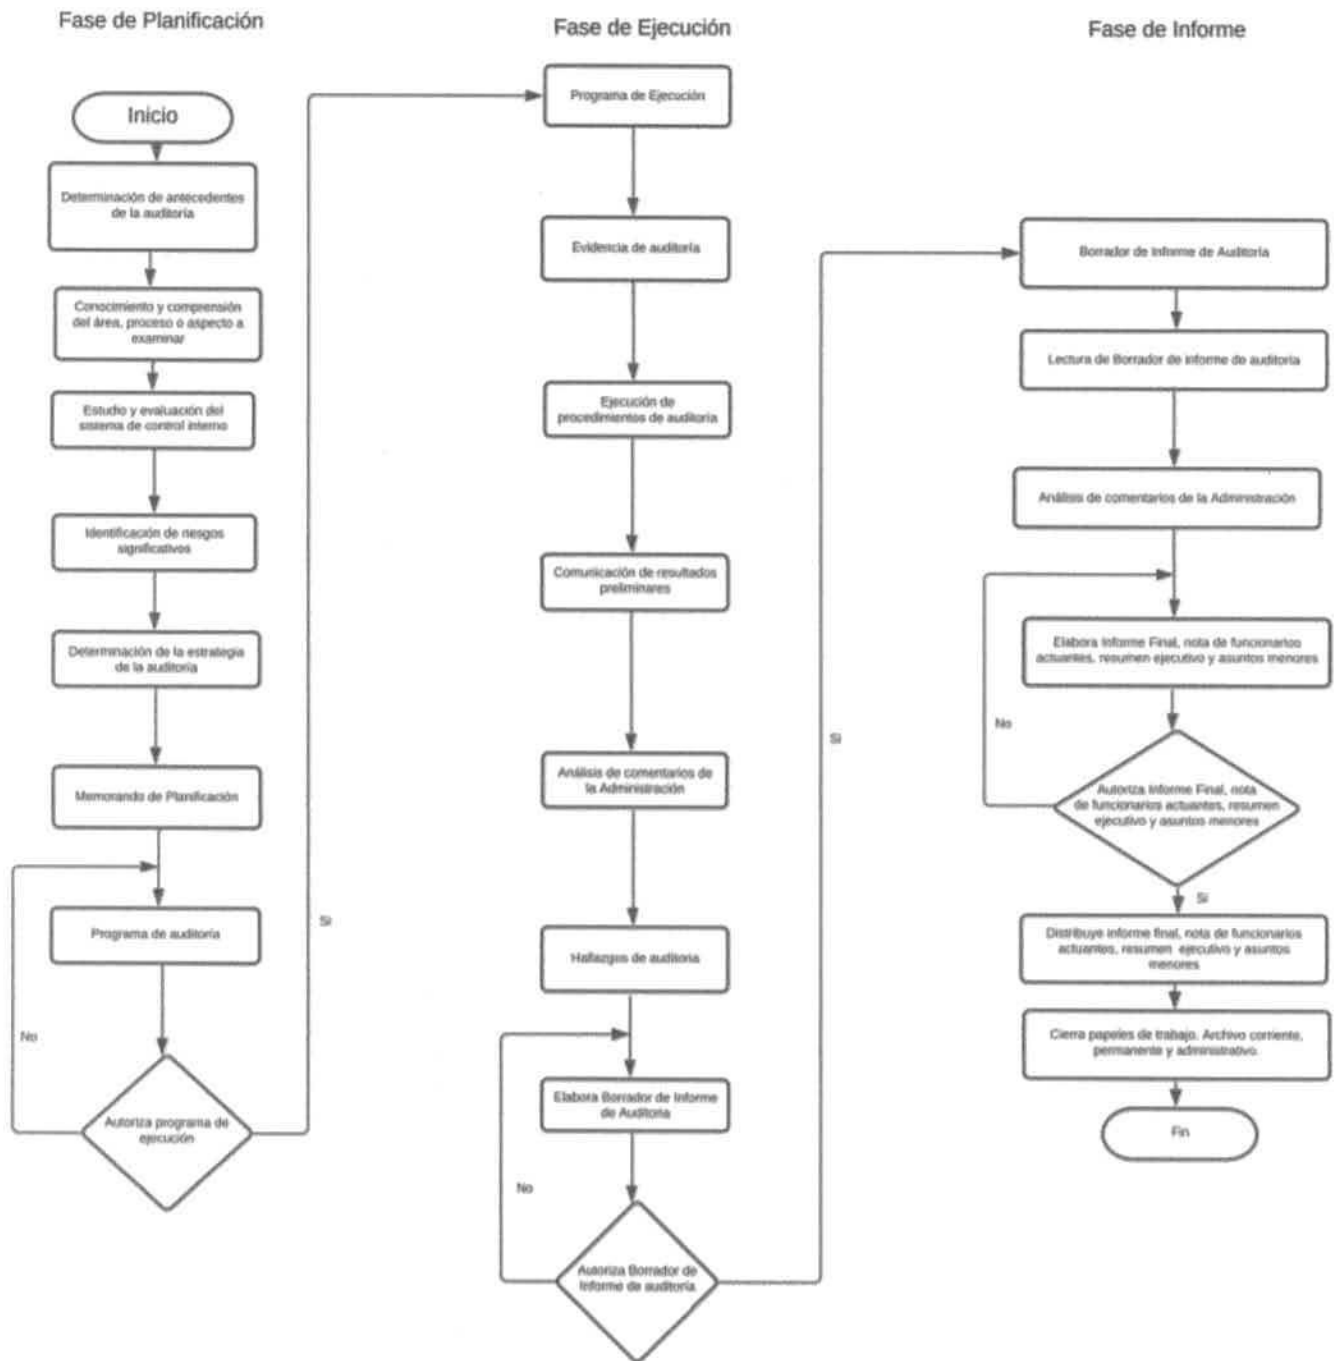 Fase de Planificación
Inicio
Determinación de antecedentes
de la auditoría
Conocimiento y comprensión
del área, proceso o aspecto a
examinar
Estudio y evaluación del
sistema de control interno
Identificación de riesgos
significativos
Determinación de la estrategia
de la auditoría
Memorando de Planificación
Programa de auditoría
No
Autoriza programa de
ejecución
Si
Fase de Ejecución
Programa de Ejecución
Evidencia de auditoría
Ejecución de
procedimientos de auditoría
Comunicación de resultados
preliminares
Análisis de comentarios de
la Administración
Hallazgos de auditoría
Elabora Borrador de Informe
de Auditoría
No
Autoriza Borrador de
Informe de auditoría
Si
Fase de Informe
Borrador de Informe de Auditoría
Lectura de Borrador de informe de auditoría
Análisis de comentarios de la Administración
Elabora Informe Final, nota de funcionarios
actuantes, resumen ejecutivo y asuntos menores
No
Autoriza Informe Final, nota
de funcionarios actuantes, resumen
ejecutivo y asuntos menores
Si
Distribuye informe final, nota de funcionarios
actuantes, resumen ejecutivo y asuntos
menores
Cierra papeles de trabajo. Archivo corriente,
permanente y administrativo.
Fin